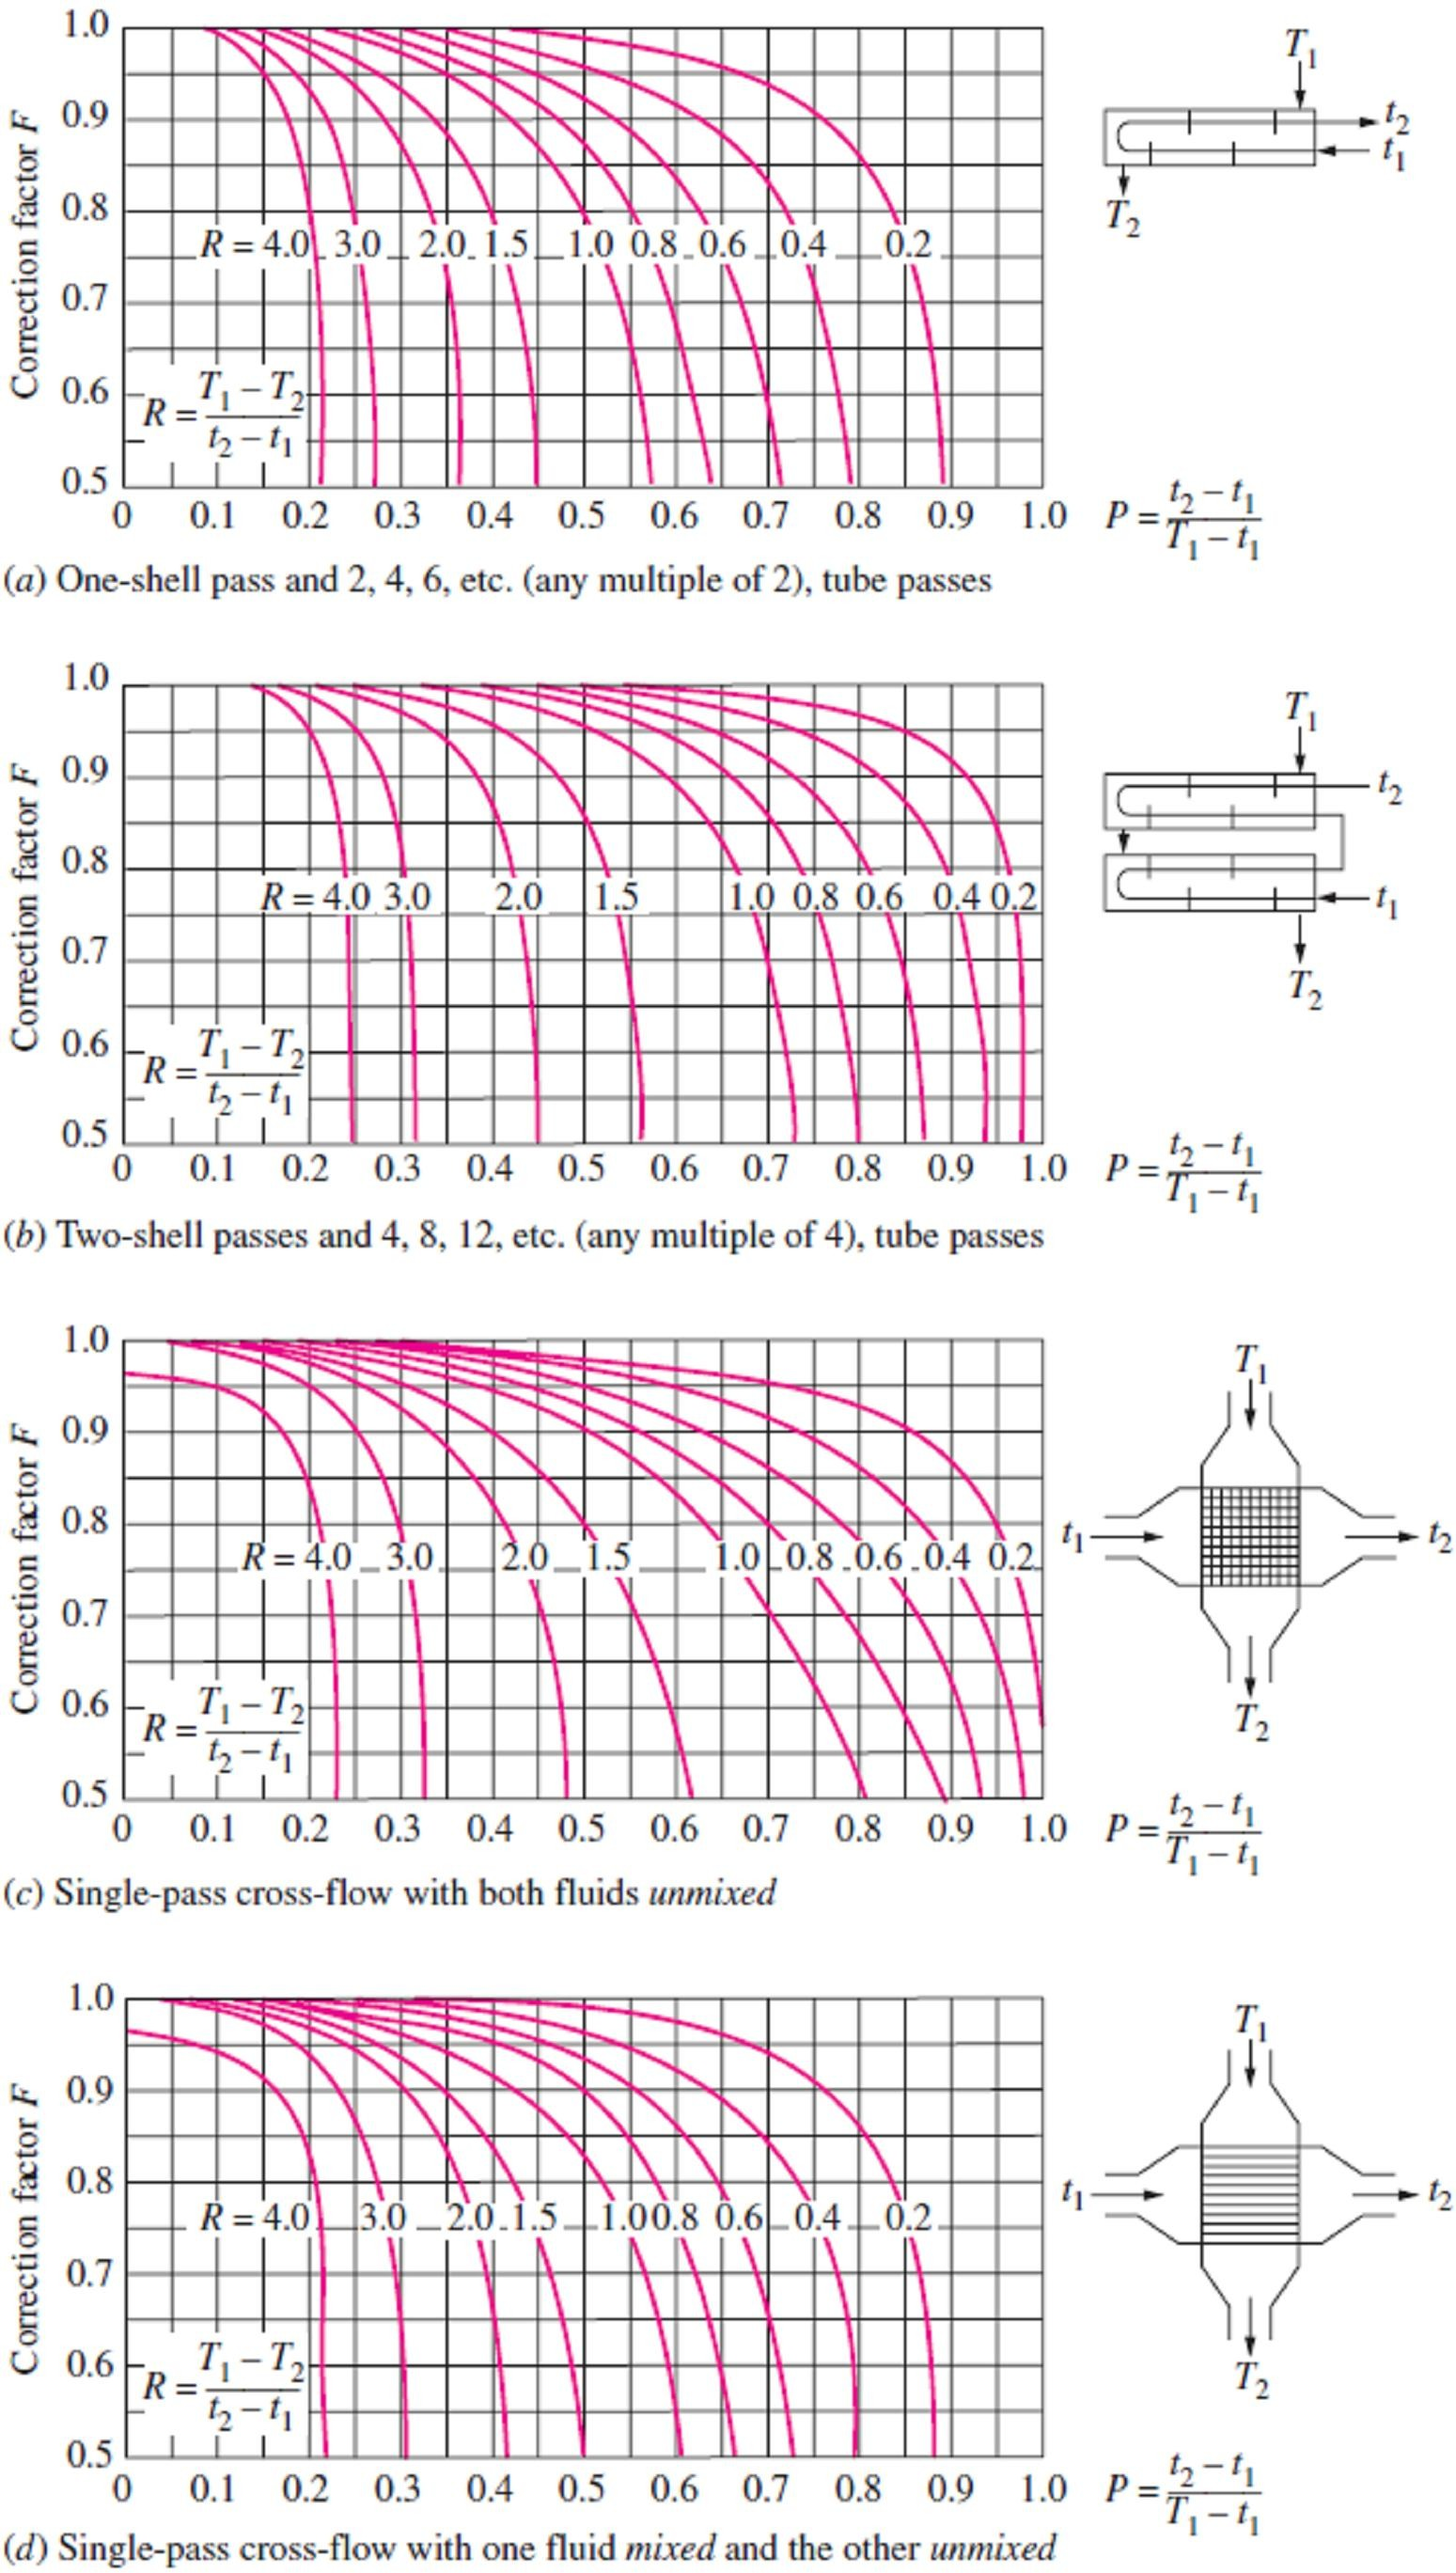 1.0
0.9
0.8
0.7
0.6
0.5
Correction factor F
R = 4.0 3.0 2.0 1.5 1.0 0.8 0.6 0.4 0.2
R = (T₁ − T₂)/(t₂ − t₁)
0 0.1 0.2 0.3 0.4 0.5 0.6 0.7 0.8 0.9 1.0
P = (t₂ − t₁)/(T₁ − t₁)
T₁
t₂
t₁
T₂
(a) One-shell pass and 2, 4, 6, etc. (any multiple of 2), tube passes
1.0
0.9
0.8
0.7
0.6
0.5
Correction factor F
R = 4.0 3.0 2.0 1.5 1.0 0.8 0.6 0.4 0.2
R = (T₁ − T₂)/(t₂ − t₁)
0 0.1 0.2 0.3 0.4 0.5 0.6 0.7 0.8 0.9 1.0
P = (t₂ − t₁)/(T₁ − t₁)
T₁
t₂
t₁
T₂
(b) Two-shell passes and 4, 8, 12, etc. (any multiple of 4), tube passes
1.0
0.9
0.8
0.7
0.6
0.5
Correction factor F
R = 4.0 3.0 2.0 1.5 1.0 0.8 0.6 0.4 0.2
R = (T₁ − T₂)/(t₂ − t₁)
0 0.1 0.2 0.3 0.4 0.5 0.6 0.7 0.8 0.9 1.0
P = (t₂ − t₁)/(T₁ − t₁)
T₁
t₁ t₂
T₂
(c) Single-pass cross-flow with both fluids unmixed
1.0
0.9
0.8
0.7
0.6
0.5
Correction factor F
R = 4.0 3.0 2.0 1.5 1.0 0.8 0.6 0.4 0.2
R = (T₁ − T₂)/(t₂ − t₁)
0 0.1 0.2 0.3 0.4 0.5 0.6 0.7 0.8 0.9 1.0
P = (t₂ − t₁)/(T₁ − t₁)
T₁
t₁ t₂
T₂
(d) Single-pass cross-flow with one fluid mixed and the other unmixed